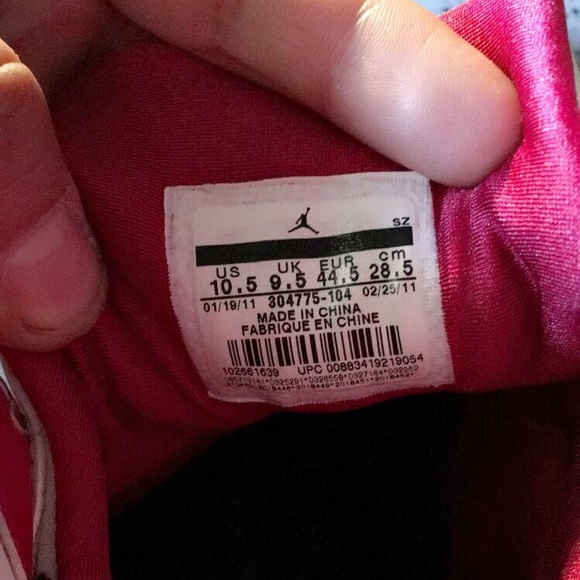 SZ
US UK EUR cm
10.5 9.5 44.5 28.5
01/19/11 304775-104 02/25/11
MADE IN CHINA
FABRIQUE EN CHINE
102661639 UPC 00883419219054